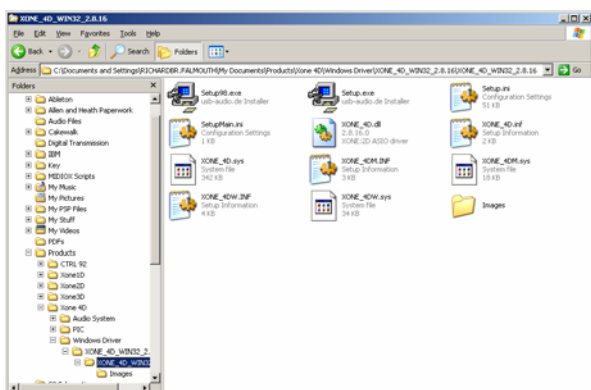 XONE_4D_WIN32_2.8.16
File Edit View Favorites Tools Help
Back Search Folders
Address C:\Documents and Settings\RICHARDBR.FALMOUTH\My Documents\Products\Xone 4D\Windows Driver\XONE_4D_WIN32_2.8.16\XONE_4D_WIN32_2.8.16 Go
Folders
Ableton
Allen and Heath Paperwork
Audio Files
Cakewalk
Digital Transmission
IBM
Key
MIDIOX Scripts
My Music
My Pictures
My PSP Files
My Stuff
My Videos
PDFs
Products
CTRL 92
Xone1D
Xone2D
Xone3D
Xone 4D
Audio System
PIC
Windows Driver
XONE_4D_WIN32_2.
XONE_4D_WIN32
Images
Setup98.exe
usb-audio.de Installer
Setup.exe
usb-audio.de Installer
Setup.ini
Configuration Settings
51 KB
SetupMain.ini
Configuration Settings
1 KB
XONE_4D.dll
2.8.16.0
XONE:2D ASIO driver
XONE_4D.inf
Setup Information
2 KB
XONE_4D.sys
System file
342 KB
XONE_4DM.INF
Setup Information
3 KB
XONE_4DM.sys
System file
18 KB
XONE_4DW.INF
Setup Information
4 KB
XONE_4DW.sys
System file
34 KB
Images